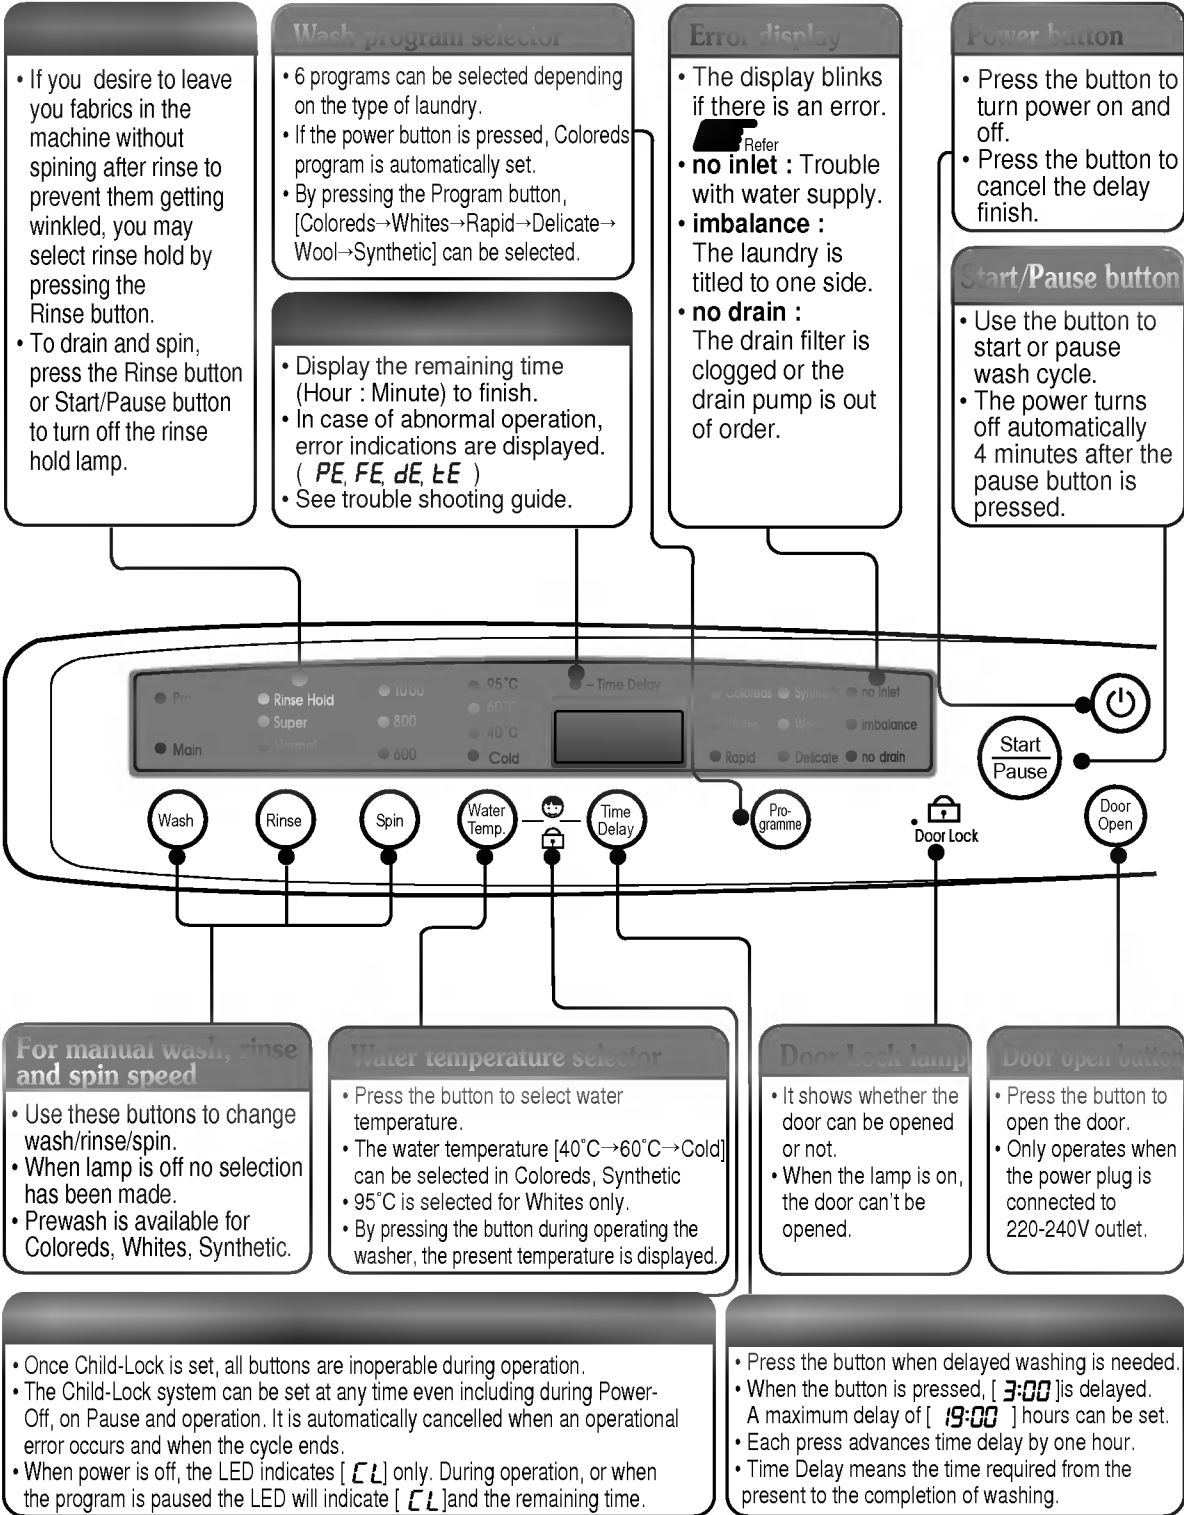 • If you desire to leave
you fabrics in the
machine without
spining after rinse to
prevent them getting
winkled, you may
select rinse hold by
pressing the
Rinse button.
• To drain and spin,
press the Rinse button
or Start/Pause button
to turn off the rinse
hold lamp.
Wash program selector
• 6 programs can be selected depending
on the type of laundry.
• If the power button is pressed, Coloreds
program is automatically set.
• By pressing the Program button,
[Coloreds→Whites→Rapid→Delicate→
Wool→Synthetic] can be selected.
• Display the remaining time
(Hour : Minute) to finish.
• In case of abnormal operation,
error indications are displayed.
( PE, FE, dE, tE )
• See trouble shooting guide.
Error display
• The display blinks
if there is an error.
Refer
• no inlet : Trouble
with water supply.
• imbalance :
The laundry is
titled to one side.
• no drain :
The drain filter is
clogged or the
drain pump is out
of order.
Power button
• Press the button to
turn power on and
off.
• Press the button to
cancel the delay
finish.
Start/Pause button
• Use the button to
start or pause
wash cycle.
• The power turns
off automatically
4 minutes after the
pause button is
pressed.
Pre
Main
Rinse Hold
Super
Normal
1000
800
600
95°C
60°C
40°C
Cold
– Time Delay
Coloreds
Whites
Rapid
Synthetic
Wool
Delicate
no inlet
imbalance
no drain
Start
Pause
Wash
Rinse
Spin
Water
Temp.
Time
Delay
Pro-
gramme
Door Lock
Door
Open
For manual wash, rinse
and spin speed
• Use these buttons to change
wash/rinse/spin.
• When lamp is off no selection
has been made.
• Prewash is available for
Coloreds, Whites, Synthetic.
Water temperature selector
• Press the button to select water
temperature.
• The water temperature [40°C→60°C→Cold]
can be selected in Coloreds, Synthetic
• 95°C is selected for Whites only.
• By pressing the button during operating the
washer, the present temperature is displayed.
Door Lock lamp
• It shows whether the
door can be opened
or not.
• When the lamp is on,
the door can't be
opened.
Door open button
• Press the button to
open the door.
• Only operates when
the power plug is
connected to
220-240V outlet.
• Once Child-Lock is set, all buttons are inoperable during operation.
• The Child-Lock system can be set at any time even including during Power-
Off, on Pause and operation. It is automatically cancelled when an operational
error occurs and when the cycle ends.
• When power is off, the LED indicates [ CL] only. During operation, or when
the program is paused the LED will indicate [ CL ]and the remaining time.
• Press the button when delayed washing is needed.
• When the button is pressed, [ 3:00 ]is delayed.
A maximum delay of [ 19:00 ] hours can be set.
• Each press advances time delay by one hour.
• Time Delay means the time required from the
present to the completion of washing.